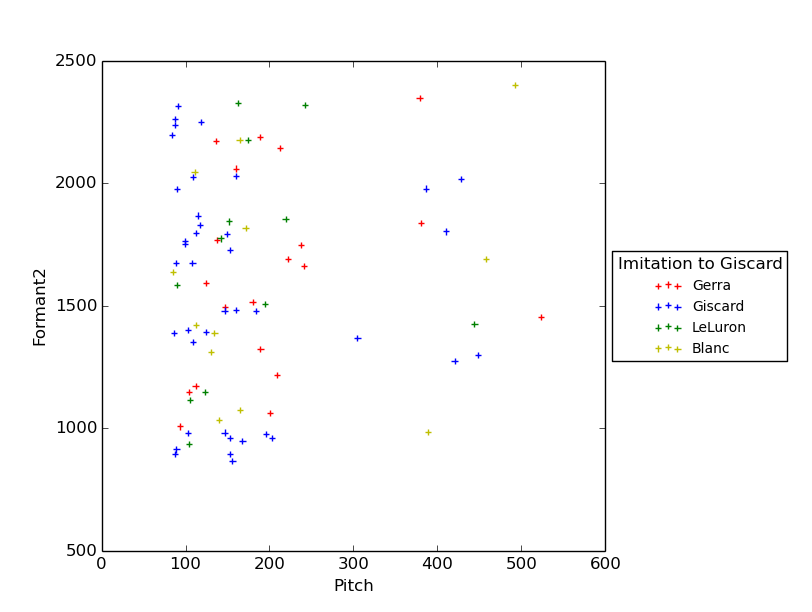 2500
2000
1500
1000
500
Formant2
0 100 200 300 400 500 600
Pitch
Imitation to Giscard
Gerra
Giscard
LeLuron
Blanc